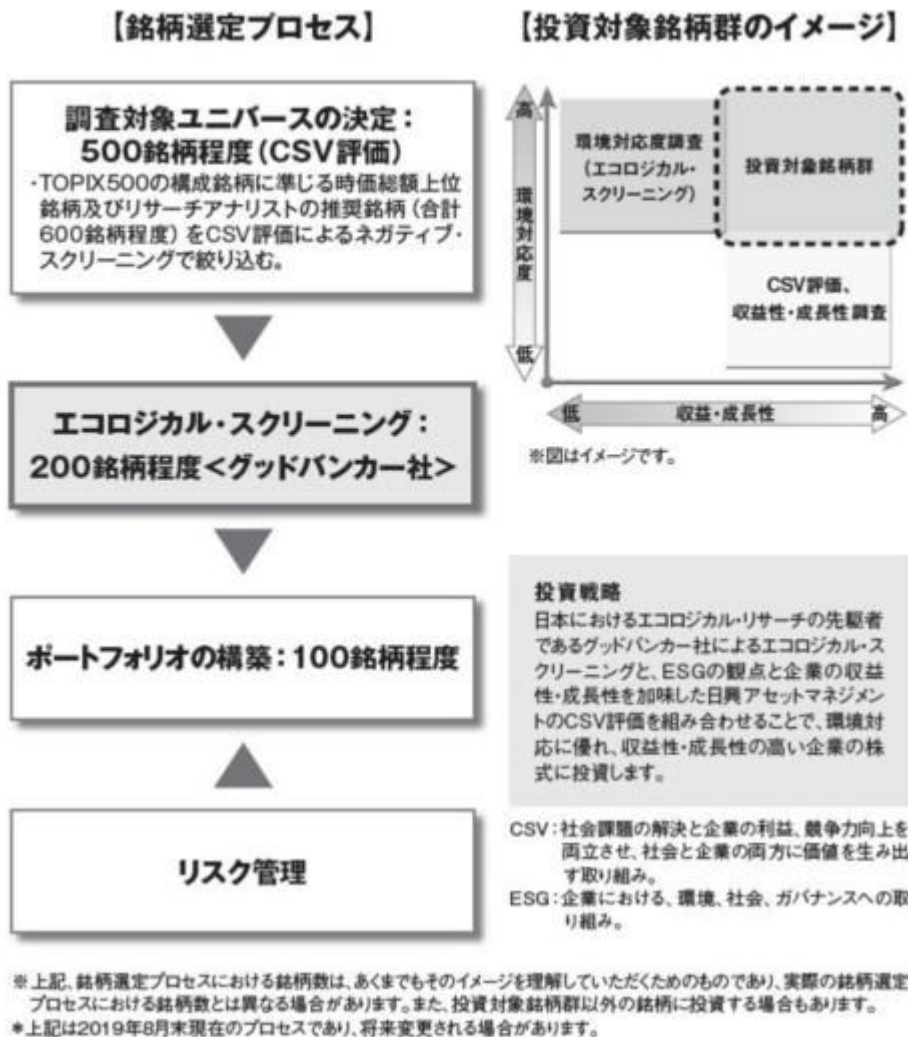 【銘柄選定プロセス】
調査対象ユニバースの決定：
500銘柄程度（CSV評価）
・TOPIX500の構成銘柄に準じる時価総額上位
銘柄及びリサーチアナリストの推奨銘柄（合計
600銘柄程度）をCSV評価によるネガティブ・
スクリーニングで絞り込む。
エコロジカル・スクリーニング：
200銘柄程度＜グッドバンカー社＞
ポートフォリオの構築：100銘柄程度
リスク管理
【投資対象銘柄群のイメージ】
高
環境対応度
低
環境対応度調査
（エコロジカル・
スクリーニング）
投資対象銘柄群
CSV評価、
収益性・成長性調査
低 収益・成長性 高
※図はイメージです。
投資戦略
日本におけるエコロジカル・リサーチの先駆者
であるグッドバンカー社によるエコロジカル・ス
クリーニングと、ESGの観点と企業の収益
性・成長性を加味した日興アセットマネジメン
トのCSV評価を組み合わせることで、環境対
応に優れ、収益性・成長性の高い企業の株
式に投資します。
CSV：社会課題の解決と企業の利益、競争力向上を
両立させ、社会と企業の両方に価値を生み出
す取り組み。
ESG：企業における、環境、社会、ガバナンスへの取
り組み。
※上記、銘柄選定プロセスにおける銘柄数は、あくまでもそのイメージを理解していただくためのものであり、実際の銘柄選定
プロセスにおける銘柄数とは異なる場合があります。また、投資対象銘柄群以外の銘柄に投資する場合もあります。
＊上記は2019年8月末現在のプロセスであり、将来変更される場合があります。